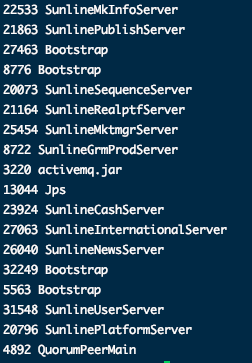 22533 SunlineMkInfoServer
21863 SunlinePublishServer
27463 Bootstrap
8776 Bootstrap
20073 SunlineSequenceServer
21164 SunlineRealptfServer
25454 SunlineMktmgrServer
8722 SunlineGrmProdServer
3220 activemq.jar
13044 Jps
23924 SunlineCashServer
27063 SunlineInternationalServer
26040 SunlineNewsServer
32249 Bootstrap
5563 Bootstrap
31548 SunlineUserServer
20796 SunlinePlatformServer
4892 QuorumPeerMain